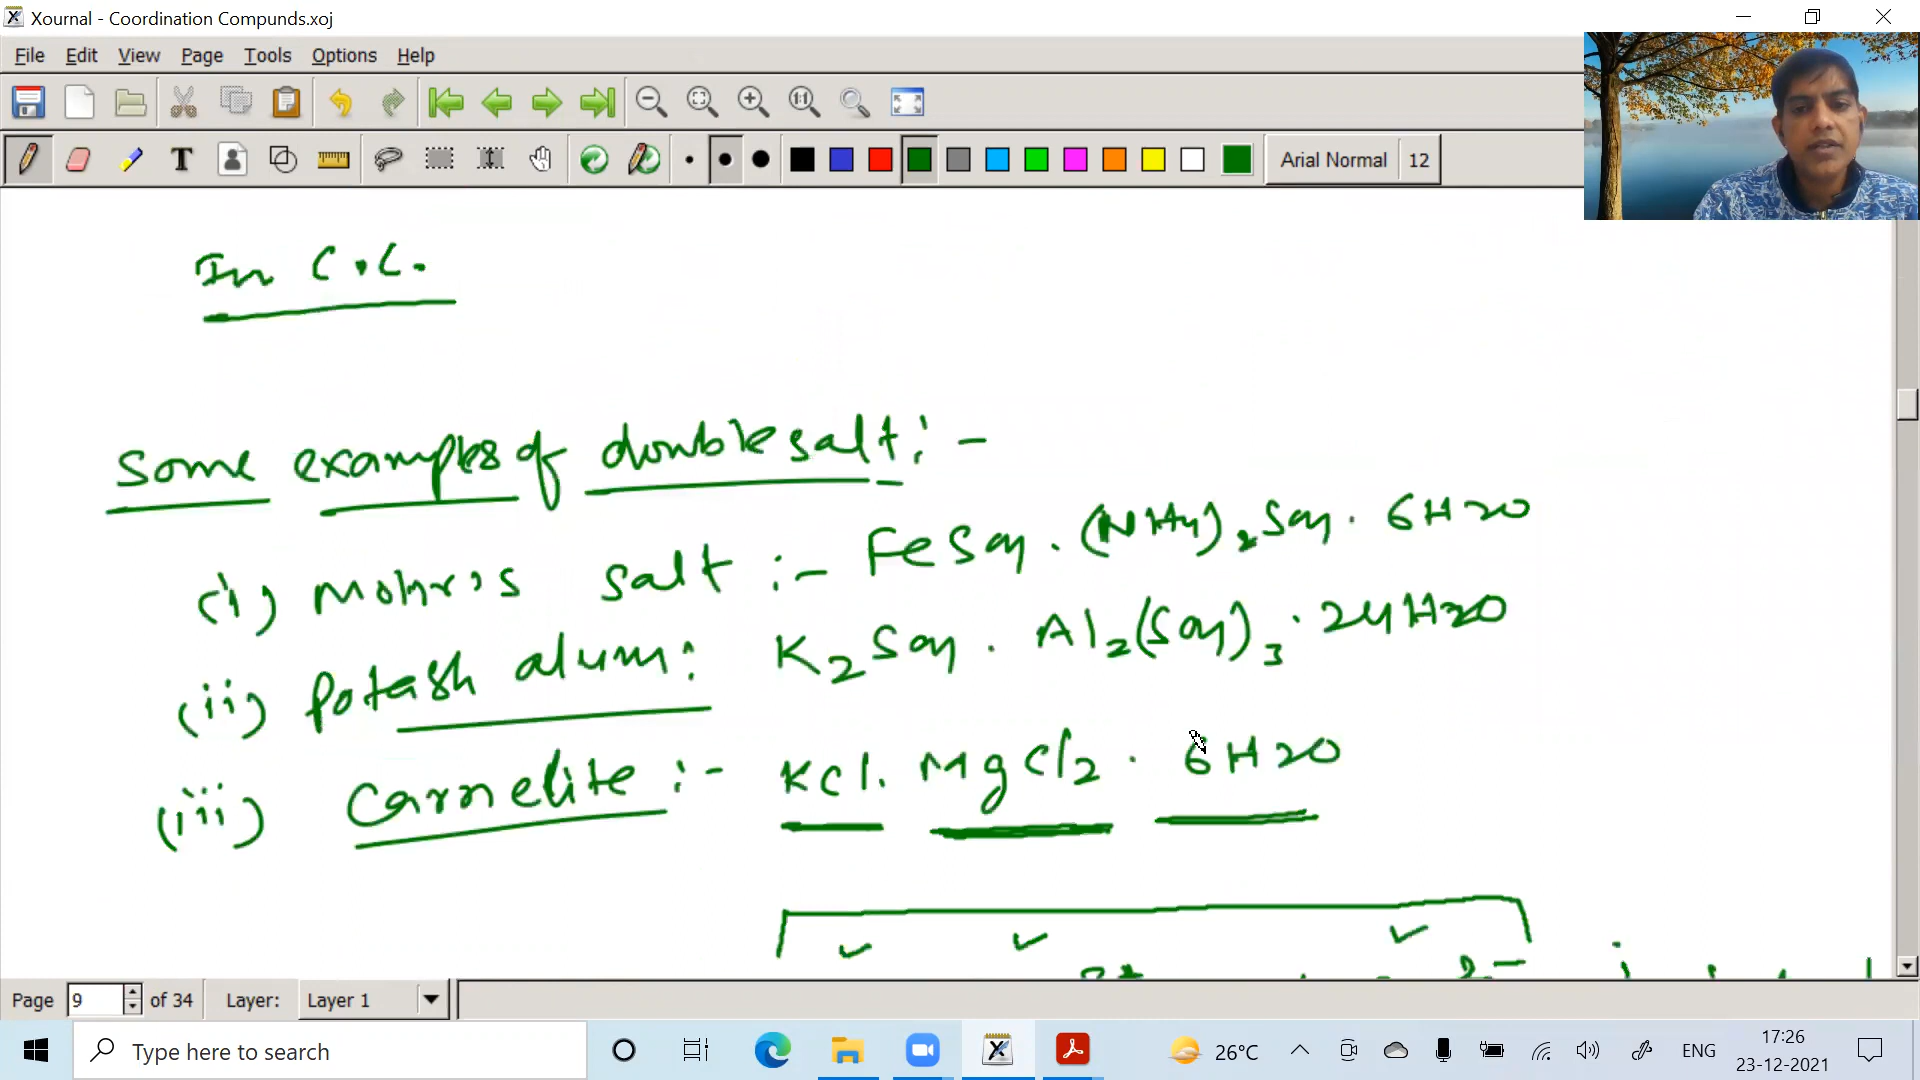 Xournal - Coordination Compunds.xoj
File Edit View Page Tools Options Help
Arial Normal 12
In C.C.
Some examples of double salt :-
(i) Mohr's salt :- FeSO4 . (NH4)2 SO4 . 6H2O
(ii) Potash alum: K2SO4 . Al2(SO4)3 . 24H2O
(iii) Carnelite :- KCl. MgCl2 . 6H2O
Page 9 of 34 Layer: Layer 1
Type here to search
26°C ENG 17:26
23-12-2021